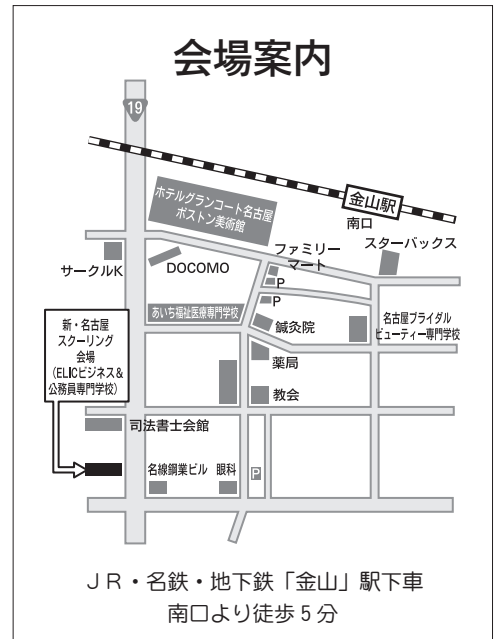 会場案内
19
金山駅
南口
ホテルグランコート名古屋
ボストン美術館
スターバックス
ファミリー
マート
サークルK
DOCOMO
P
P
あいち福祉医療専門学校
鍼灸院
名古屋ブライダル
ビューティー専門学校
新・名古屋
スクーリング
会場
(ELICビジネス&
公務員専門学校)
薬局
教会
司法書士会館
名線鋼業ビル
眼科
P
JR・名鉄・地下鉄「金山」駅下車
南口より徒歩5分